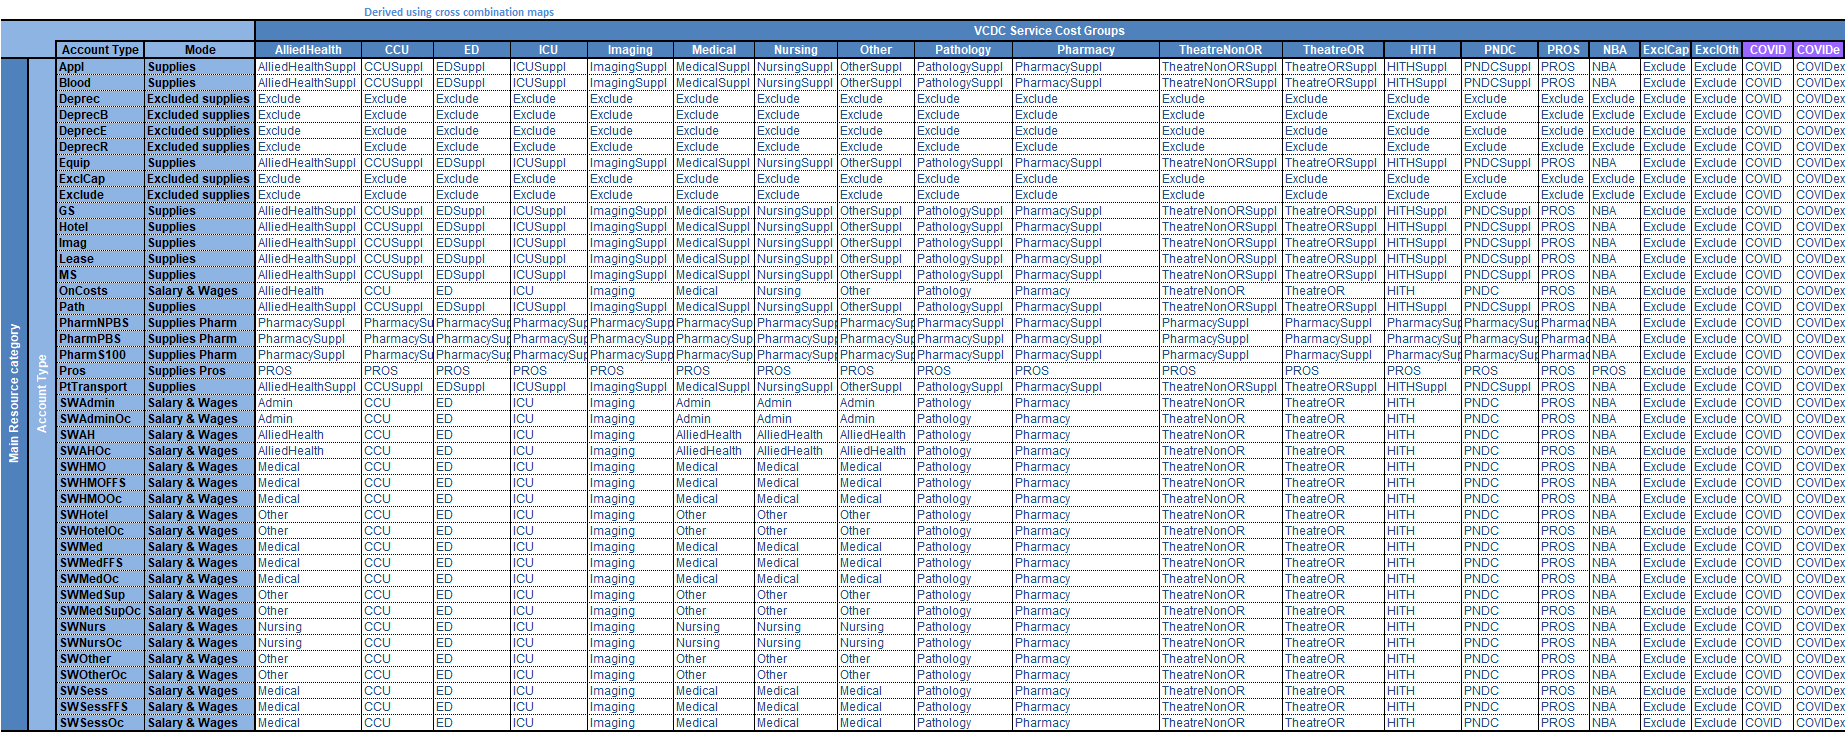 Derived using cross combination maps
VCDC Service Cost Groups
Account Type Mode AlliedHealth CCU ED ICU Imaging Medical Nursing Other Pathology Pharmacy TheatreNonOR TheatreOR HITH PNDC PROS NBA ExclCap ExclOth COVID COVIDe
Main Resource category
Account Type
Appl Supplies AlliedHealthSuppl CCUSuppl EDSuppl ICUSuppl ImagingSuppl MedicalSuppl NursingSuppl OtherSuppl PathologySuppl PharmacySuppl TheatreNonORSuppl TheatreORSuppl HITHSuppl PNDCSuppl PROS NBA Exclude Exclude COVID COVIDex
Blood Supplies AlliedHealthSuppl CCUSuppl EDSuppl ICUSuppl ImagingSuppl MedicalSuppl NursingSuppl OtherSuppl PathologySuppl PharmacySuppl TheatreNonORSuppl TheatreORSuppl HITHSuppl PNDCSuppl PROS NBA Exclude Exclude COVID COVIDex
Deprec Excluded supplies Exclude Exclude Exclude Exclude Exclude Exclude Exclude Exclude Exclude Exclude Exclude Exclude Exclude Exclude Exclude Exclude Exclude Exclude COVID COVIDex
DeprecB Excluded supplies Exclude Exclude Exclude Exclude Exclude Exclude Exclude Exclude Exclude Exclude Exclude Exclude Exclude Exclude Exclude Exclude Exclude Exclude COVID COVIDex
DeprecE Excluded supplies Exclude Exclude Exclude Exclude Exclude Exclude Exclude Exclude Exclude Exclude Exclude Exclude Exclude Exclude Exclude Exclude Exclude Exclude COVID COVIDex
DeprecR Excluded supplies Exclude Exclude Exclude Exclude Exclude Exclude Exclude Exclude Exclude Exclude Exclude Exclude Exclude Exclude Exclude Exclude Exclude Exclude COVID COVIDex
Equip Supplies AlliedHealthSuppl CCUSuppl EDSuppl ICUSuppl ImagingSuppl MedicalSuppl NursingSuppl OtherSuppl PathologySuppl PharmacySuppl TheatreNonORSuppl TheatreORSuppl HITHSuppl PNDCSuppl PROS NBA Exclude Exclude COVID COVIDex
ExclCap Excluded supplies Exclude Exclude Exclude Exclude Exclude Exclude Exclude Exclude Exclude Exclude Exclude Exclude Exclude Exclude Exclude Exclude Exclude Exclude COVID COVIDex
Exclude Excluded supplies Exclude Exclude Exclude Exclude Exclude Exclude Exclude Exclude Exclude Exclude Exclude Exclude Exclude Exclude Exclude Exclude Exclude Exclude COVID COVIDex
GS Supplies AlliedHealthSuppl CCUSuppl EDSuppl ICUSuppl ImagingSuppl MedicalSuppl NursingSuppl OtherSuppl PathologySuppl PharmacySuppl TheatreNonORSuppl TheatreORSuppl HITHSuppl PNDCSuppl PROS NBA Exclude Exclude COVID COVIDex
Hotel Supplies AlliedHealthSuppl CCUSuppl EDSuppl ICUSuppl ImagingSuppl MedicalSuppl NursingSuppl OtherSuppl PathologySuppl PharmacySuppl TheatreNonORSuppl TheatreORSuppl HITHSuppl PNDCSuppl PROS NBA Exclude Exclude COVID COVIDex
Imag Supplies AlliedHealthSuppl CCUSuppl EDSuppl ICUSuppl ImagingSuppl MedicalSuppl NursingSuppl OtherSuppl PathologySuppl PharmacySuppl TheatreNonORSuppl TheatreORSuppl HITHSuppl PNDCSuppl PROS NBA Exclude Exclude COVID COVIDex
Lease Supplies AlliedHealthSuppl CCUSuppl EDSuppl ICUSuppl ImagingSuppl MedicalSuppl NursingSuppl OtherSuppl PathologySuppl PharmacySuppl TheatreNonORSuppl TheatreORSuppl HITHSuppl PNDCSuppl PROS NBA Exclude Exclude COVID COVIDex
MS Supplies AlliedHealthSuppl CCUSuppl EDSuppl ICUSuppl ImagingSuppl MedicalSuppl NursingSuppl OtherSuppl PathologySuppl PharmacySuppl TheatreNonORSuppl TheatreORSuppl HITHSuppl PNDCSuppl PROS NBA Exclude Exclude COVID COVIDex
OnCosts Salary & Wages AlliedHealth CCU ED ICU Imaging Medical Nursing Other Pathology Pharmacy TheatreNonOR TheatreOR HITH PNDC PROS NBA Exclude Exclude COVID COVIDex
Path Supplies AlliedHealthSuppl CCUSuppl EDSuppl ICUSuppl ImagingSuppl MedicalSuppl NursingSuppl OtherSuppl PathologySuppl PharmacySuppl TheatreNonORSuppl TheatreORSuppl HITHSuppl PNDCSuppl PROS NBA Exclude Exclude COVID COVIDex
PharmNPBS Supplies Pharm PharmacySuppl PharmacySu PharmacySup PharmacySu PharmacySupp PharmacySup PharmacySupp PharmacySup PharmacySuppl PharmacySuppl PharmacySuppl PharmacySuppl PharmacySup PharmacySup Pharmac NBA Exclude Exclude COVID COVIDex
PharmPBS Supplies Pharm PharmacySuppl PharmacySu PharmacySup PharmacySu PharmacySupp PharmacySup PharmacySupp PharmacySup PharmacySuppl PharmacySuppl PharmacySuppl PharmacySuppl PharmacySup PharmacySup Pharmac NBA Exclude Exclude COVID COVIDex
PharmS100 Supplies Pharm PharmacySuppl PharmacySu PharmacySup PharmacySu PharmacySupp PharmacySup PharmacySupp PharmacySup PharmacySuppl PharmacySuppl PharmacySuppl PharmacySuppl PharmacySup PharmacySup Pharmac NBA Exclude Exclude COVID COVIDex
Pros Supplies Pros PROS PROS PROS PROS PROS PROS PROS PROS PROS PROS PROS PROS PROS PROS PROS PROS Exclude Exclude COVID COVIDex
PtTransport Supplies AlliedHealthSuppl CCUSuppl EDSuppl ICUSuppl ImagingSuppl MedicalSuppl NursingSuppl OtherSuppl PathologySuppl PharmacySuppl TheatreNonORSuppl TheatreORSuppl HITHSuppl PNDCSuppl PROS NBA Exclude Exclude COVID COVIDex
SWAdmin Salary & Wages Admin CCU ED ICU Imaging Admin Admin Admin Pathology Pharmacy TheatreNonOR TheatreOR HITH PNDC PROS NBA Exclude Exclude COVID COVIDex
SWAdminOc Salary & Wages Admin CCU ED ICU Imaging Admin Admin Admin Pathology Pharmacy TheatreNonOR TheatreOR HITH PNDC PROS NBA Exclude Exclude COVID COVIDex
SWAH Salary & Wages AlliedHealth CCU ED ICU Imaging AlliedHealth AlliedHealth AlliedHealth Pathology Pharmacy TheatreNonOR TheatreOR HITH PNDC PROS NBA Exclude Exclude COVID COVIDex
SWAHOc Salary & Wages AlliedHealth CCU ED ICU Imaging AlliedHealth AlliedHealth AlliedHealth Pathology Pharmacy TheatreNonOR TheatreOR HITH PNDC PROS NBA Exclude Exclude COVID COVIDex
SWHMO Salary & Wages Medical CCU ED ICU Imaging Medical Medical Medical Pathology Pharmacy TheatreNonOR TheatreOR HITH PNDC PROS NBA Exclude Exclude COVID COVIDex
SWHMOFFS Salary & Wages Medical CCU ED ICU Imaging Medical Medical Medical Pathology Pharmacy TheatreNonOR TheatreOR HITH PNDC PROS NBA Exclude Exclude COVID COVIDex
SWHMOOc Salary & Wages Medical CCU ED ICU Imaging Medical Medical Medical Pathology Pharmacy TheatreNonOR TheatreOR HITH PNDC PROS NBA Exclude Exclude COVID COVIDex
SWHotel Salary & Wages Other CCU ED ICU Imaging Other Other Other Pathology Pharmacy TheatreNonOR TheatreOR HITH PNDC PROS NBA Exclude Exclude COVID COVIDex
SWHotelOc Salary & Wages Other CCU ED ICU Imaging Other Other Other Pathology Pharmacy TheatreNonOR TheatreOR HITH PNDC PROS NBA Exclude Exclude COVID COVIDex
SWMed Salary & Wages Medical CCU ED ICU Imaging Medical Medical Medical Pathology Pharmacy TheatreNonOR TheatreOR HITH PNDC PROS NBA Exclude Exclude COVID COVIDex
SWMedFFS Salary & Wages Medical CCU ED ICU Imaging Medical Medical Medical Pathology Pharmacy TheatreNonOR TheatreOR HITH PNDC PROS NBA Exclude Exclude COVID COVIDex
SWMedOc Salary & Wages Medical CCU ED ICU Imaging Medical Medical Medical Pathology Pharmacy TheatreNonOR TheatreOR HITH PNDC PROS NBA Exclude Exclude COVID COVIDex
SWMedSup Salary & Wages Other CCU ED ICU Imaging Other Other Other Pathology Pharmacy TheatreNonOR TheatreOR HITH PNDC PROS NBA Exclude Exclude COVID COVIDex
SWMedSupOc Salary & Wages Other CCU ED ICU Imaging Other Other Other Pathology Pharmacy TheatreNonOR TheatreOR HITH PNDC PROS NBA Exclude Exclude COVID COVIDex
SWNurs Salary & Wages Nursing CCU ED ICU Imaging Nursing Nursing Nursing Pathology Pharmacy TheatreNonOR TheatreOR HITH PNDC PROS NBA Exclude Exclude COVID COVIDex
SWNursOc Salary & Wages Nursing CCU ED ICU Imaging Nursing Nursing Nursing Pathology Pharmacy TheatreNonOR TheatreOR HITH PNDC PROS NBA Exclude Exclude COVID COVIDex
SWOther Salary & Wages Other CCU ED ICU Imaging Other Other Other Pathology Pharmacy TheatreNonOR TheatreOR HITH PNDC PROS NBA Exclude Exclude COVID COVIDex
SWOtherOc Salary & Wages Other CCU ED ICU Imaging Other Other Other Pathology Pharmacy TheatreNonOR TheatreOR HITH PNDC PROS NBA Exclude Exclude COVID COVIDex
SWSess Salary & Wages Medical CCU ED ICU Imaging Medical Medical Medical Pathology Pharmacy TheatreNonOR TheatreOR HITH PNDC PROS NBA Exclude Exclude COVID COVIDex
SWSessFFS Salary & Wages Medical CCU ED ICU Imaging Medical Medical Medical Pathology Pharmacy TheatreNonOR TheatreOR HITH PNDC PROS NBA Exclude Exclude COVID COVIDex
SWSessOc Salary & Wages Medical CCU ED ICU Imaging Medical Medical Medical Pathology Pharmacy TheatreNonOR TheatreOR HITH PNDC PROS NBA Exclude Exclude COVID COVIDex